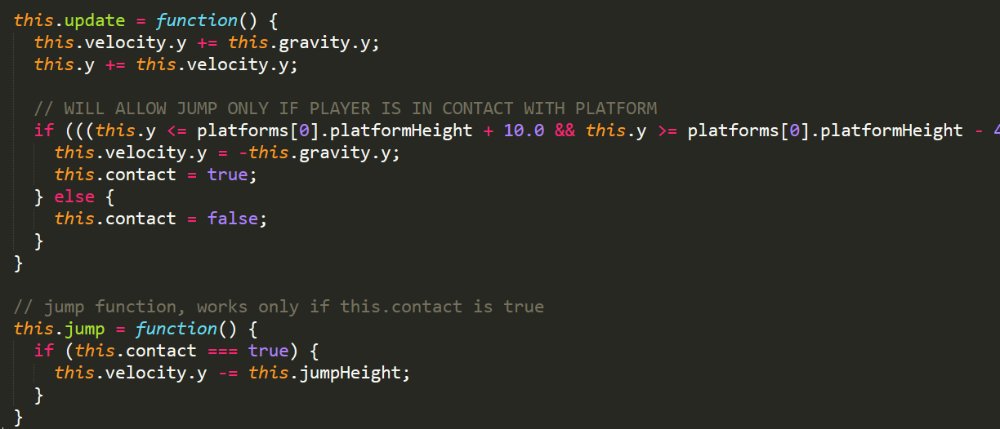 this.update = function() {
  this.velocity.y += this.gravity.y;
  this.y += this.velocity.y;

  // WILL ALLOW JUMP ONLY IF PLAYER IS IN CONTACT WITH PLATFORM
  if (((this.y <= platforms[0].platformHeight + 10.0 && this.y >= platforms[0].platformHeight -
    this.velocity.y = -this.gravity.y;
    this.contact = true;
  } else {
    this.contact = false;
  }
}

// jump function, works only if this.contact is true
this.jump = function() {
  if (this.contact === true) {
    this.velocity.y -= this.jumpHeight;
  }
}